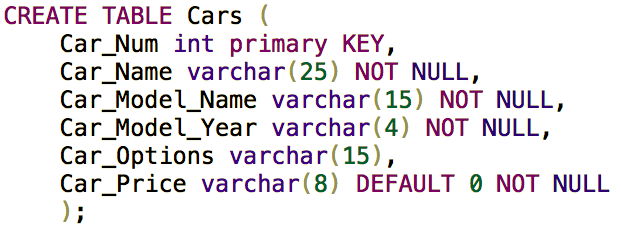 CREATE TABLE Cars (
    Car_Num int primary KEY,
    Car_Name varchar(25) NOT NULL,
    Car_Model_Name varchar(15) NOT NULL,
    Car_Model_Year varchar(4) NOT NULL,
    Car_Options varchar(15),
    Car_Price varchar(8) DEFAULT 0 NOT NULL
    );